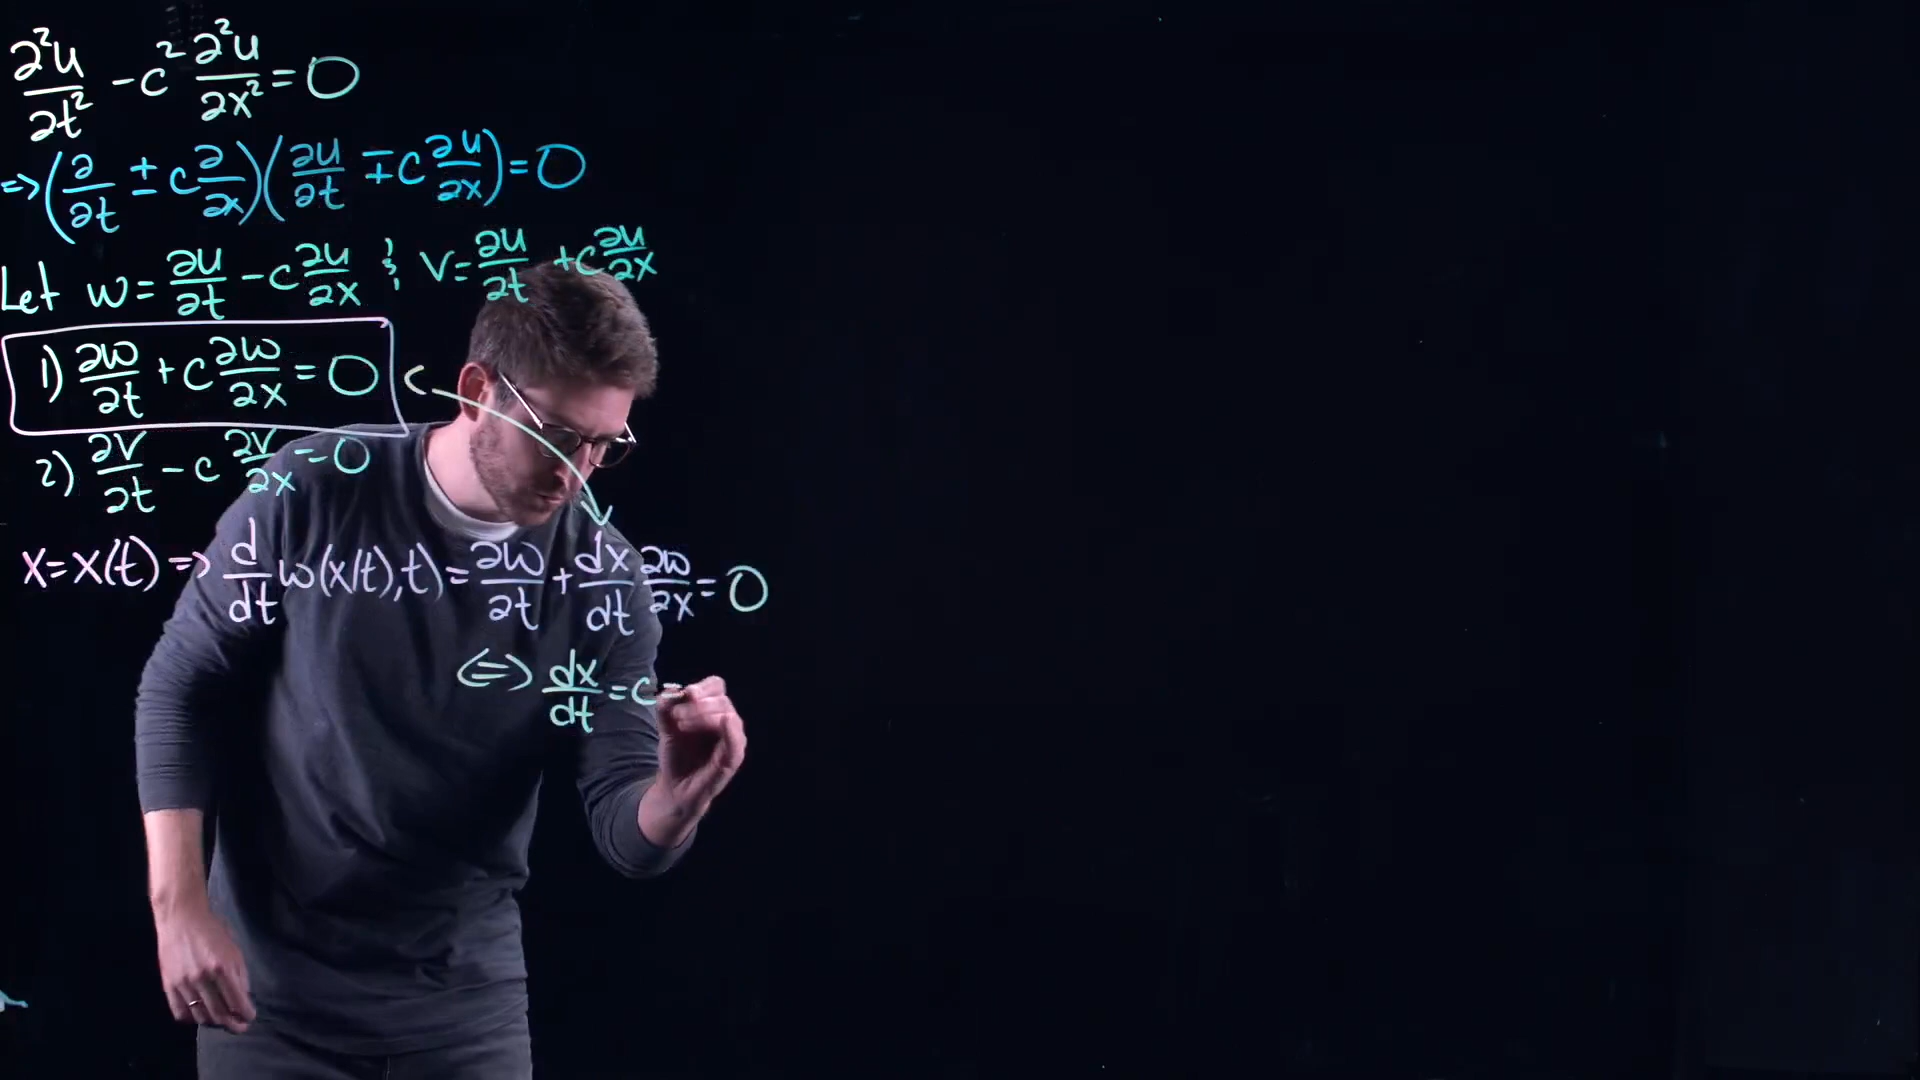 ∂²u/∂t² - c² ∂²u/∂x² = 0
=> (∂/∂t ± c ∂/∂x)(∂u/∂t ∓ c ∂u/∂x) = 0
Let w = ∂u/∂t - c ∂u/∂x & v = ∂u/∂t + c ∂u/∂x
1) ∂w/∂t + c ∂w/∂x = 0
2) ∂v/∂t - c ∂v/∂x = 0
x = x(t) => d/dt w(x(t),t) = ∂w/∂t + dx/dt ∂w/∂x = 0
<=> dx/dt = c =